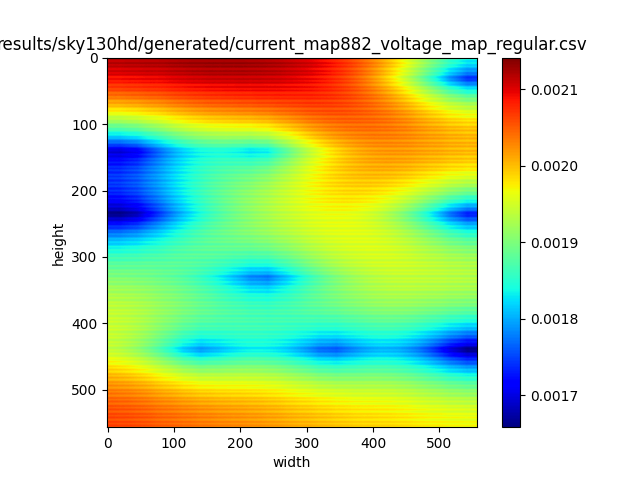 results/sky130hd/generated/current_map882_voltage_map_regular.csv
0
100
200
300
400
500
height
0 100 200 300 400 500
width
0.0021
0.0020
0.0019
0.0018
0.0017